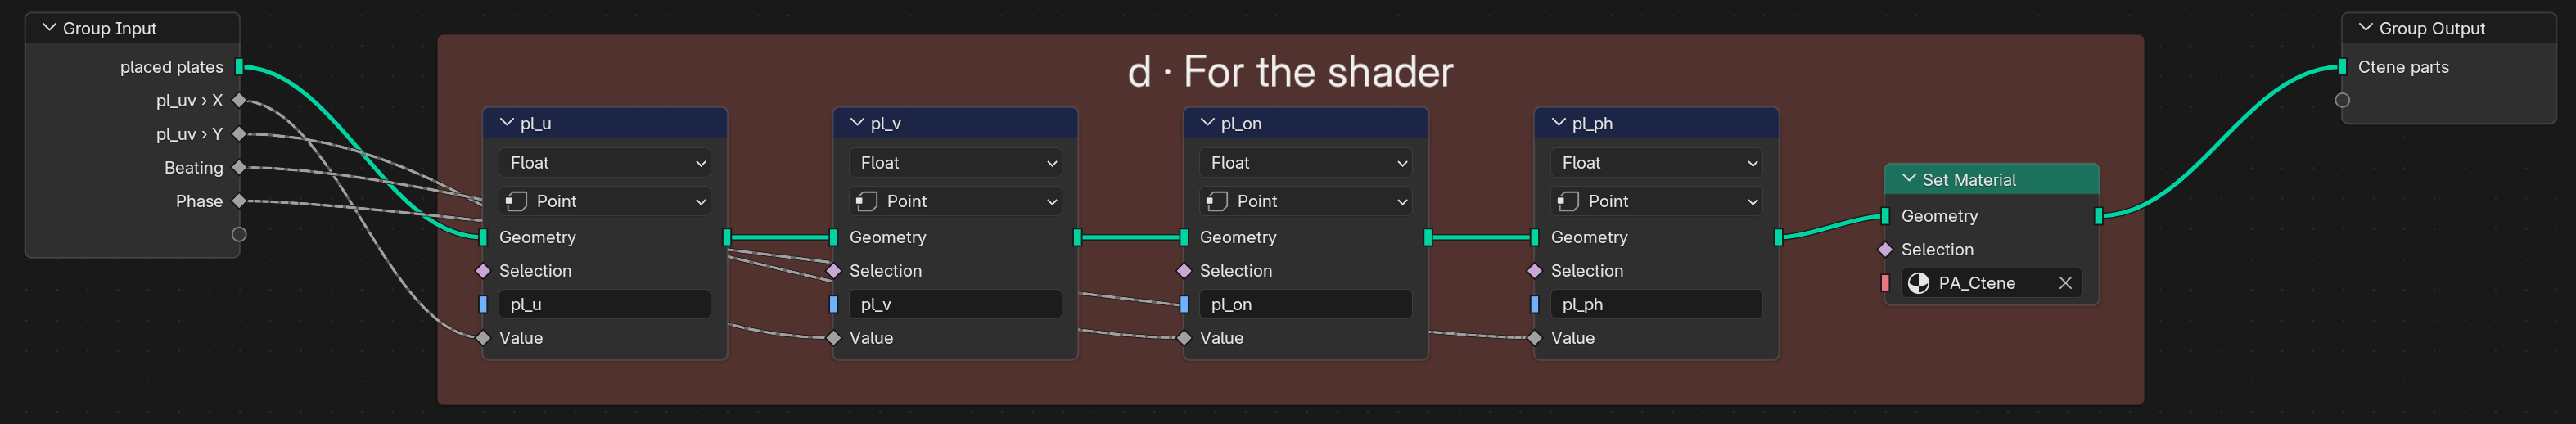 Group Input
placed plates
pl_uv › X
pl_uv › Y
Beating
Phase
d · For the shader
pl_u
Float
Point
Geometry
Selection
pl_u
Value
pl_v
Float
Point
Geometry
Selection
pl_v
Value
pl_on
Float
Point
Geometry
Selection
pl_on
Value
pl_ph
Float
Point
Geometry
Selection
pl_ph
Value
Set Material
Geometry
Selection
PA_Ctene
Group Output
Ctene parts